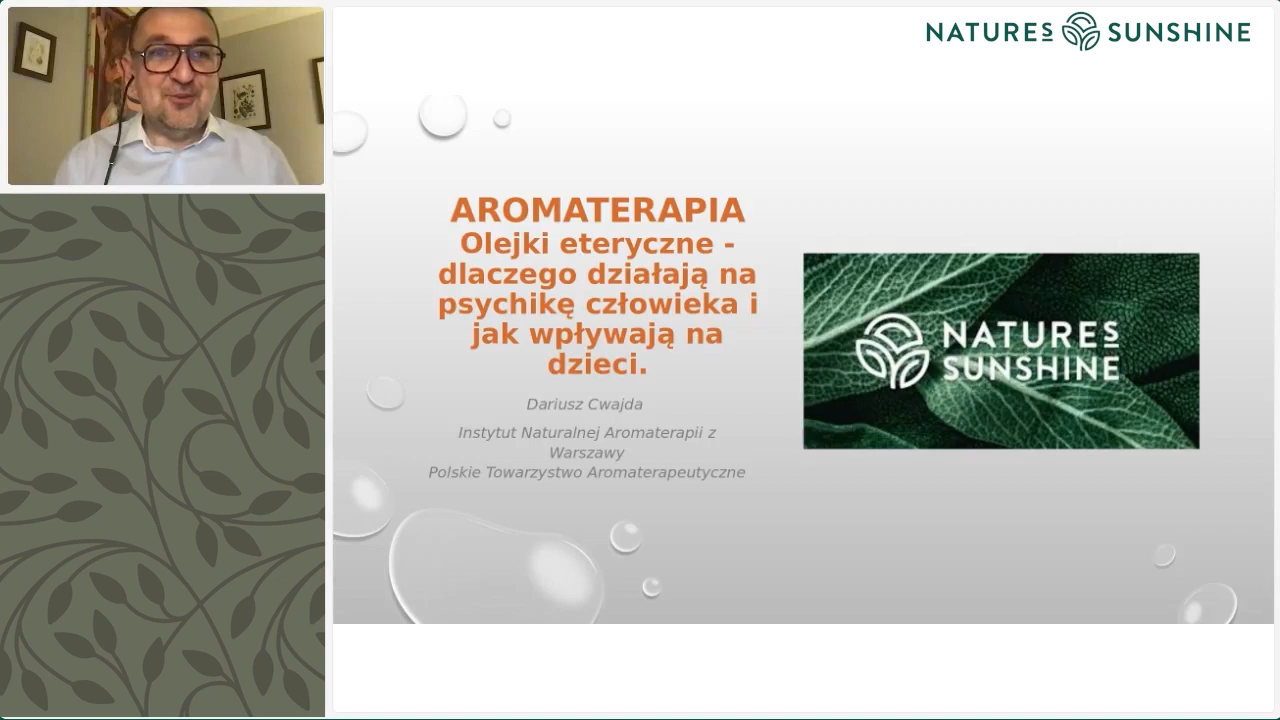 NATURES SUNSHINE
AROMATERAPIA
Olejki eteryczne -
dlaczego działają na
psychikę człowieka i
jak wpływają na
dzieci.
Dariusz Cwajda
Instytut Naturalnej Aromaterapii z
Warszawy
Polskie Towarzystwo Aromaterapeutyczne
NATURES
SUNSHINE